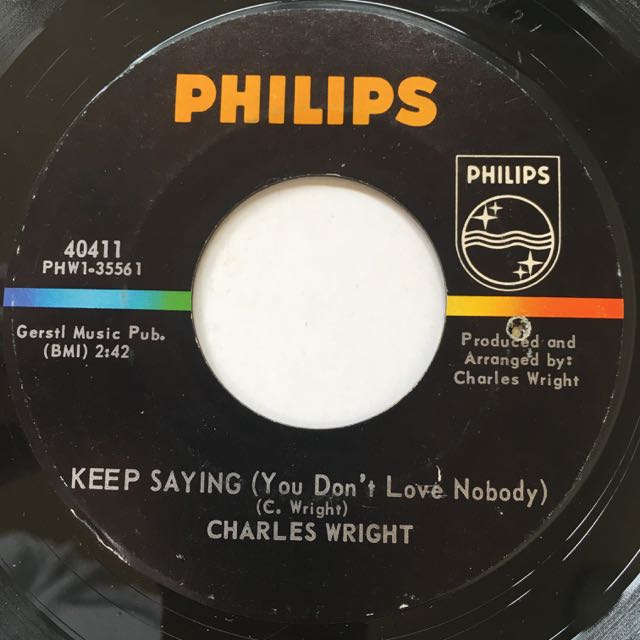 PHILIPS
PHILIPS
40411
PHW1-35561
Gerstl Music Pub.
(BMI) 2:42
Produced and
Arranged by:
Charles Wright
KEEP SAYING (You Don't Love Nobody)
(C. Wright)
CHARLES WRIGHT